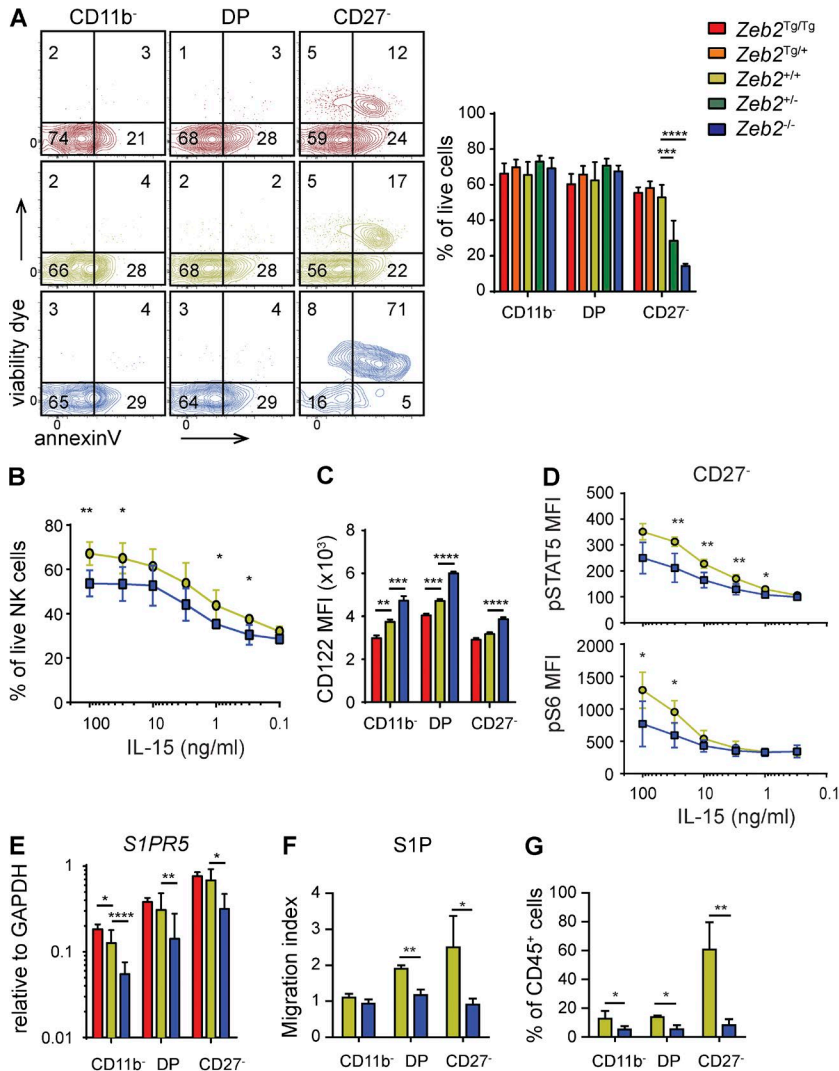 A
CD11b- DP CD27-
2 3 1 3 5 12
0 74 21 68 28 59 24
2 4 2 2 5 17
0 66 28 68 28 56 22
3 4 3 4 8 71
0 65 29 64 29 16 5
0 0 0
viability dye
annexinV
Zeb2Tg/Tg
Zeb2Tg/+
Zeb2+/+
Zeb2+/-
Zeb2-/-
% of live cells
100
80
60
40
20
0
****
***
CD11b- DP CD27-
B
% of live NK cells
80
60
40
20
0
** * * *
100 10 1 0.1
IL-15 (ng/ml)
C
CD122 MFI (x10³)
8
6
4
2
0
** *** *** **** ****
CD11b- DP CD27-
D
CD27-
pSTAT5 MFI
500
400
300
200
100
0
** ** ** *
pS6 MFI
2000
1500
1000
500
0
* *
100 10 1 0.1
IL-15 (ng/ml)
E
S1PR5
relative to GAPDH
1
0.1
0.01
* **** ** *
CD11b- DP CD27-
F
S1P
Migration index
4
3
2
1
0
** *
CD11b- DP CD27-
G
% of CD45+ cells
100
80
60
40
20
0
* * **
CD11b- DP CD27-